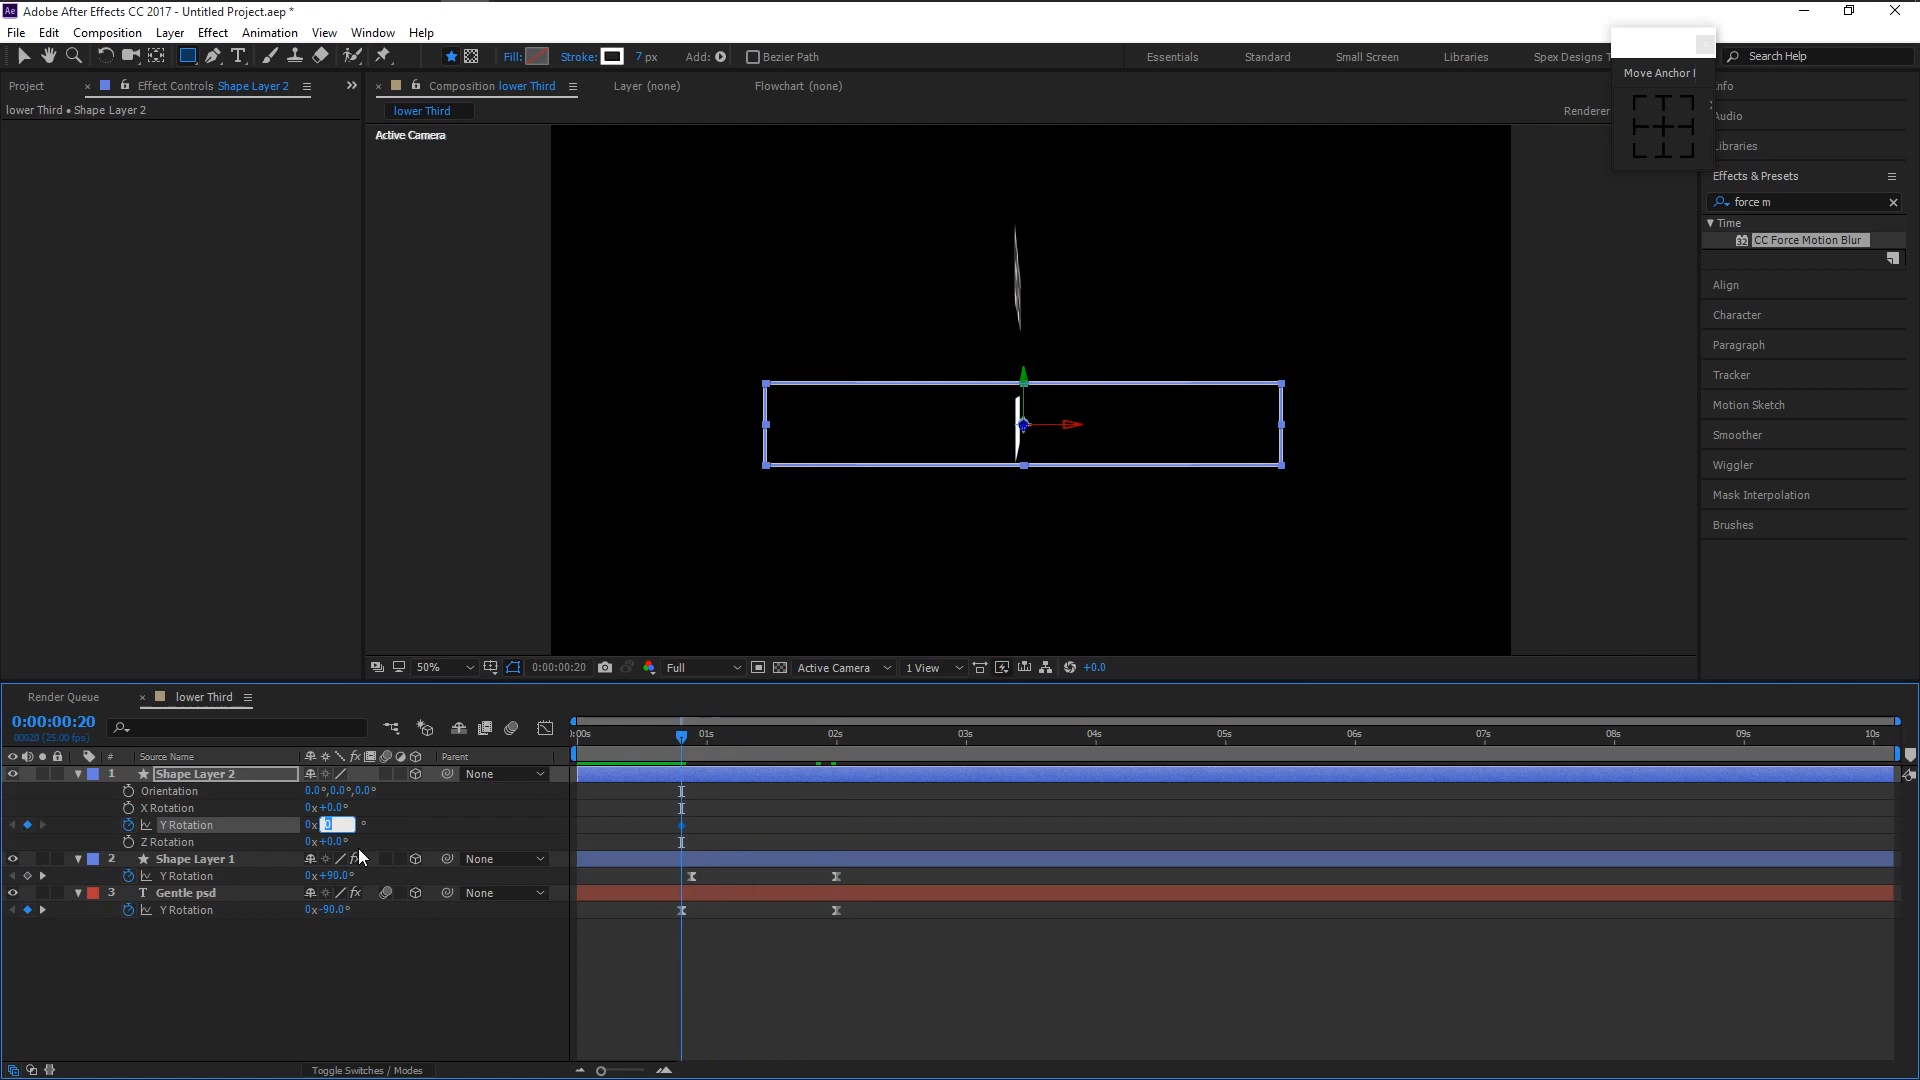 Ae Adobe After Effects CC 2017 - Untitled Project.aep *
File Edit Composition Layer Effect Animation View Window Help
T Fill: Stroke: 7 px Add: Bezier Path Essentials Standard Small Screen Libraries Spex Designs Search Help
Move Anchor
Project × Effect Controls Shape Layer 2 × Composition lower Third Layer (none) Flowchart (none)
lower Third • Shape Layer 2
lower Third
Renderer
Active Camera
Audio
Libraries
Effects & Presets
force m
Time
32 CC Force Motion Blur
Align
Character
Paragraph
Tracker
Motion Sketch
Smoother
Wiggler
Mask Interpolation
Brushes
50% 0:00:00:20 Full Active Camera 1 View +0.0
Render Queue × lower Third
0:00:00:20
00020 (25.00 fps)
:00s 01s 02s 03s 04s 05s 06s 07s 08s 09s 10s
# Source Name fx Parent
1 Shape Layer 2 None
Orientation 0.0°,0.0°,0.0°
X Rotation 0x+0.0°
Y Rotation 0x 0 °
Z Rotation 0x+0.0°
2 Shape Layer 1 fx None
Y Rotation 0x+90.0°
3 T Gentle psd fx None
Y Rotation 0x-90.0°
Toggle Switches / Modes